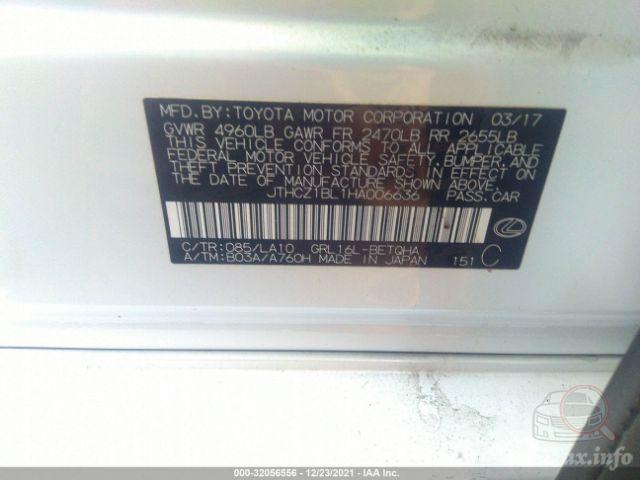 MFD. BY: TOYOTA MOTOR CORPORATION 03/17
GVWR 4960LB GAWR FR 2470LB RR 2655LB
THIS VEHICLE CONFORMS TO ALL APPLICABLE
FEDERAL MOTOR VEHICLE SAFETY, BUMPER, AND
THEFT PREVENTION STANDARDS IN EFFECT ON
THE DATE OF MANUFACTURE SHOWN ABOVE.
JTHCZ1BL1HA006636 PASS. CAR
C/TR: 085/LA10 GRL16L-BETQHA
A/TM: B03A/A760H MADE IN JAPAN 151 C
.info
000-32056556 - 12/23/2021 - IAA Inc.